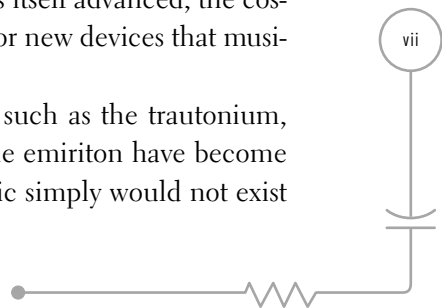 s itself advanced, the cos-
or new devices that musi-
such as the trautonium,
e emiriton have become
ic simply would not exist
vii